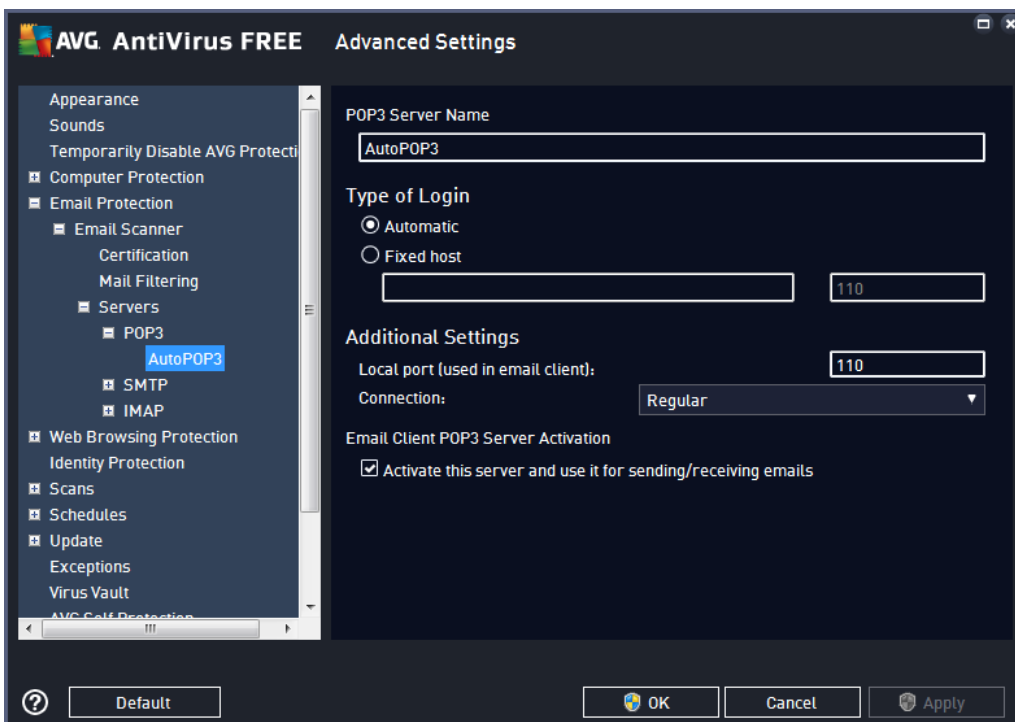 AVG AntiVirus FREE Advanced Settings
Appearance
Sounds
Temporarily Disable AVG Protecti
Computer Protection
Email Protection
Email Scanner
Certification
Mail Filtering
Servers
POP3
AutoPOP3
SMTP
IMAP
Web Browsing Protection
Identity Protection
Scans
Schedules
Update
Exceptions
Virus Vault
AVG Self Protection
POP3 Server Name
AutoPOP3
Type of Login
Automatic
Fixed host
110
Additional Settings
Local port (used in email client): 110
Connection: Regular
Email Client POP3 Server Activation
Activate this server and use it for sending/receiving emails
? Default OK Cancel Apply